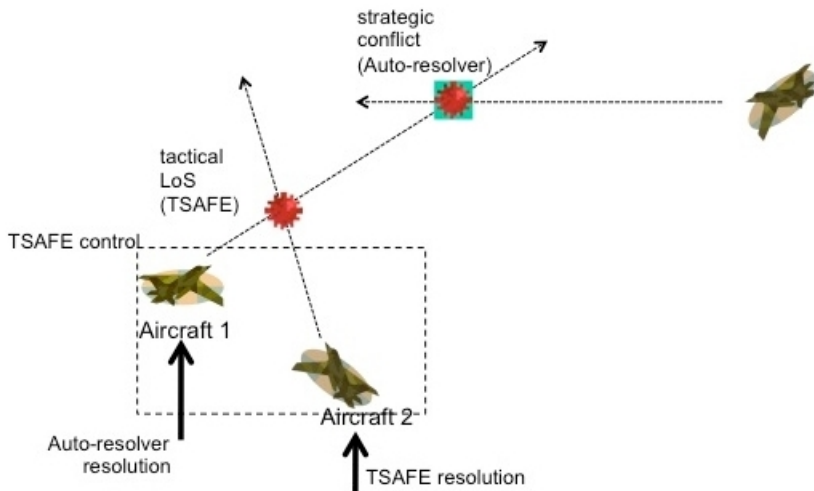 strategic
conflict
(Auto-resolver)
tactical
LoS
(TSAFE)
TSAFE control
Aircraft 1
Aircraft 2
Auto-resolver
resolution
TSAFE resolution